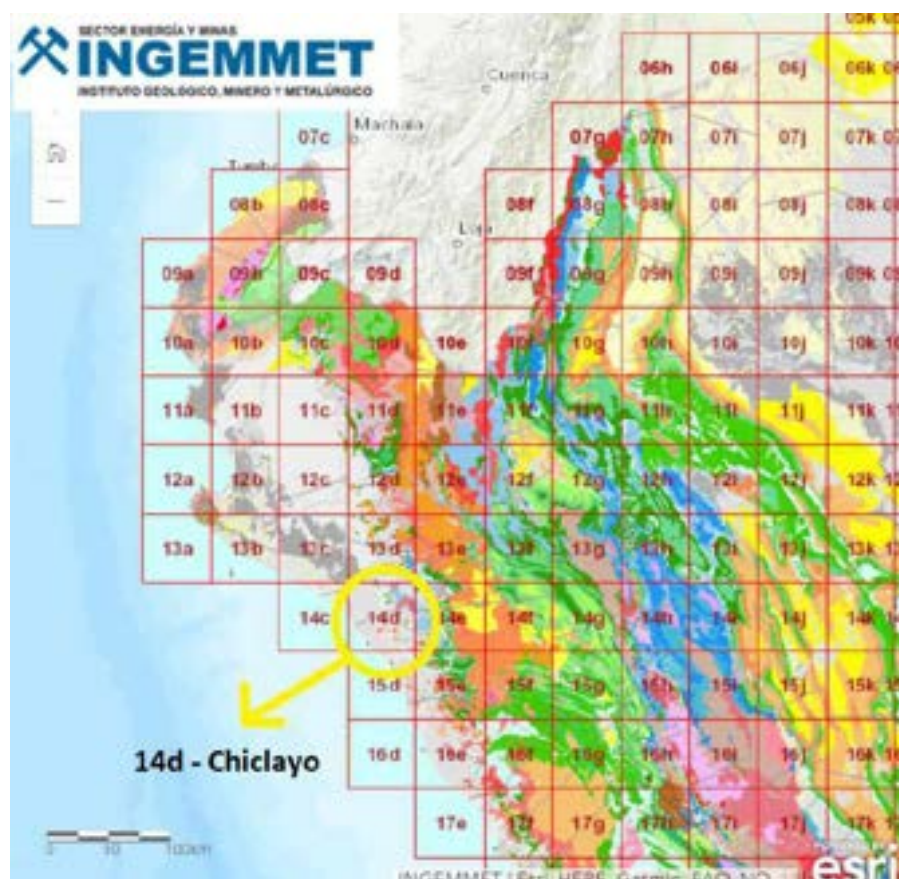 SECTOR ENERGÍA Y MINAS
INGEMMET
INSTITUTO GEOLÓGICO, MINERO Y METALÚRGICO
05k
Cuenca
06h 06i 06j 06k
Machala
07c 07g 07h 07i 07j 07k
08b 08c 08f 08g 08h 08i 08j 08k
Loja
09a 09b 09c 09d 09f 09g 09h 09i 09j 09k
10a 10b 10c 10d 10e 10f 10g 10h 10i 10j 10k
11a 11b 11c 11d 11e 11f 11g 11h 11i 11j 11k
12a 12b 12c 12d 12e 12f 12g 12h 12i 12j 12k
13a 13b 13c 13d 13e 13f 13g 13h 13i 13j 13k
14c 14d 14e 14f 14g 14h 14i 14j
15d 15e 15f 15g 15h 15i 15j 15k
14d - Chiclayo
16d 16e 16f 16g 16h 16i 16j 16k
17e 17f 17g 17h 17i 17j 17k
100km
esri